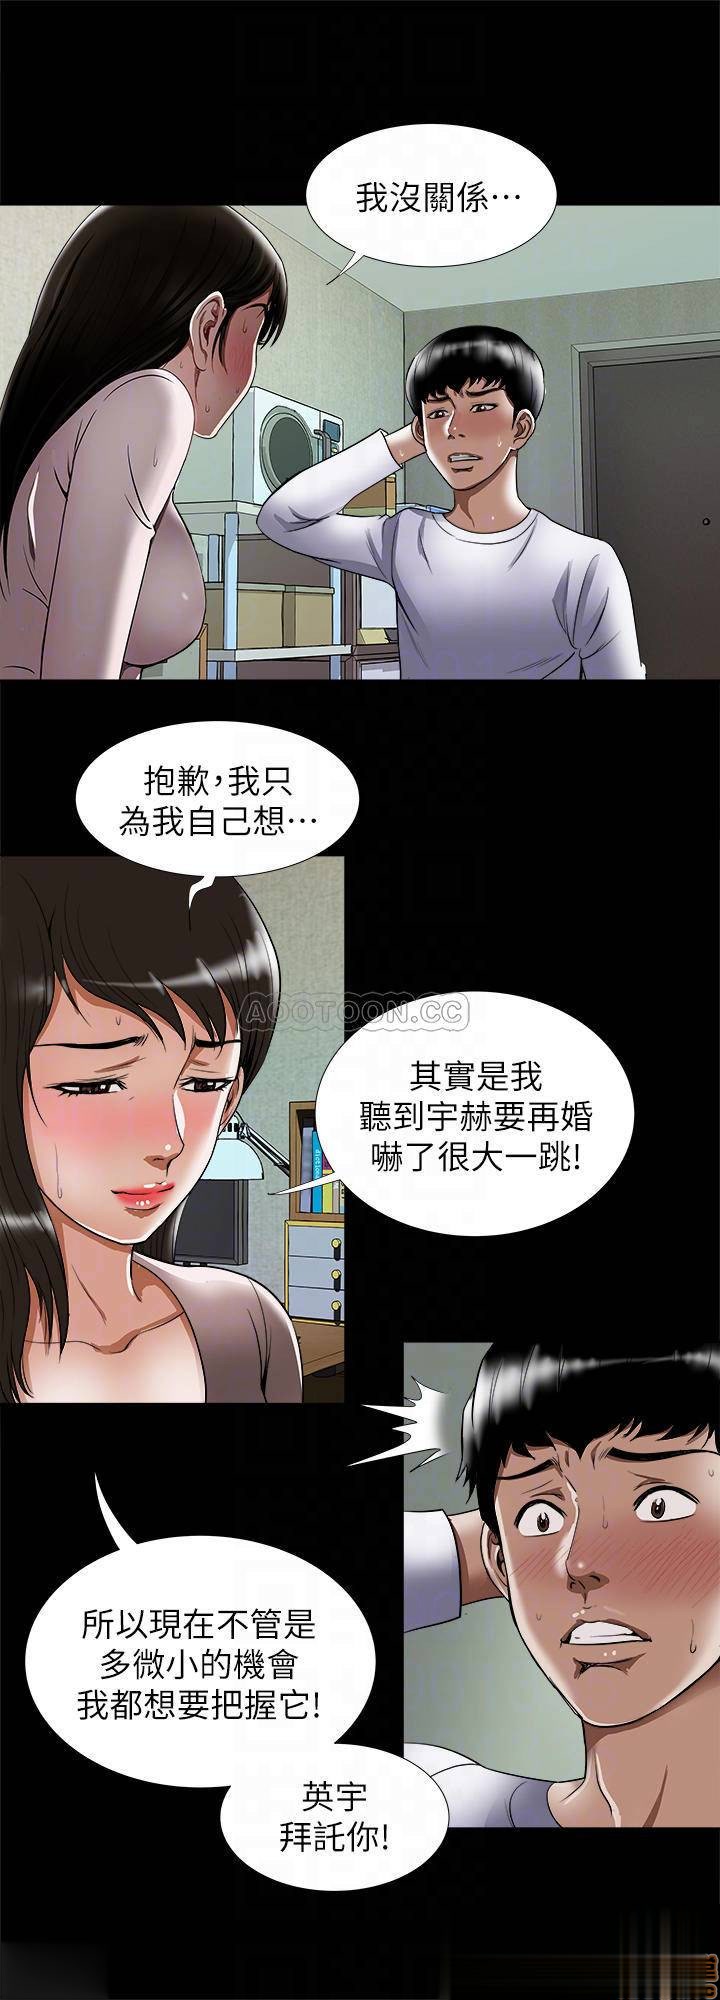 我沒關係…
抱歉，我只
為我自己想…
AOOTOON.CC
其實是我
聽到宇赫要再婚
嚇了很大一跳!
dictiona
所以現在不管是
多微小的機會
我都想要把握它!
英宇
拜託你!